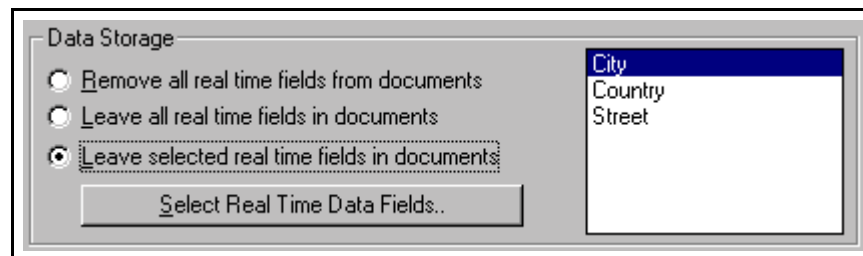 Data Storage
Remove all real time fields from documents
Leave all real time fields in documents
Leave selected real time fields in documents
Select Real Time Data Fields..
City
Country
Street